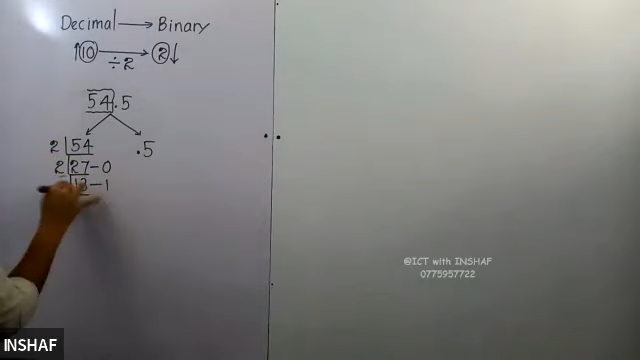 Decimal → Binary
↑10 → 2↓
÷2
54.5
2 54 .5
2 27 - 0
13 - 1
@ICT with INSHAF
0775957722
INSHAF